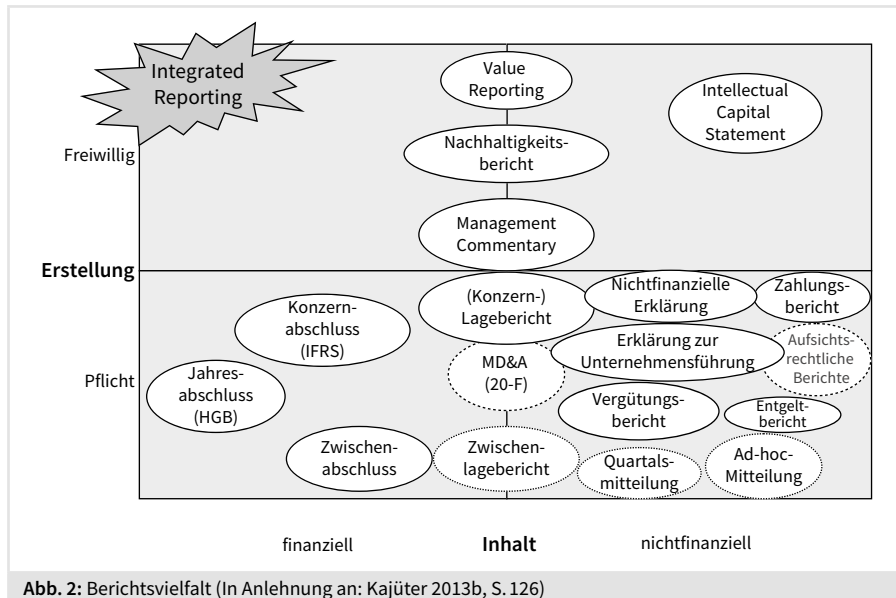 Integrated
Reporting
Value
Reporting
Intellectual
Capital
Statement
Freiwillig
Nachhaltigkeits-
bericht
Management
Commentary
Erstellung
Konzern-
abschluss
(IFRS)
(Konzern-)
Lagebericht
Nichtfinanzielle
Erklärung
Zahlungs-
bericht
Pflicht
Jahres-
abschluss
(HGB)
MD&A
(20-F)
Erklärung zur
Unternehmensführung
Aufsichts-
rechtliche
Berichte
Vergütungs-
bericht
Entgelt-
bericht
Zwischen-
abschluss
Zwischen-
lagebericht
Quartals-
mitteilung
Ad-hoc-
Mitteilung
finanziell
Inhalt
nichtfinanziell
Abb. 2: Berichtsvielfalt (In Anlehnung an: Kajüter 2013b, S. 126)